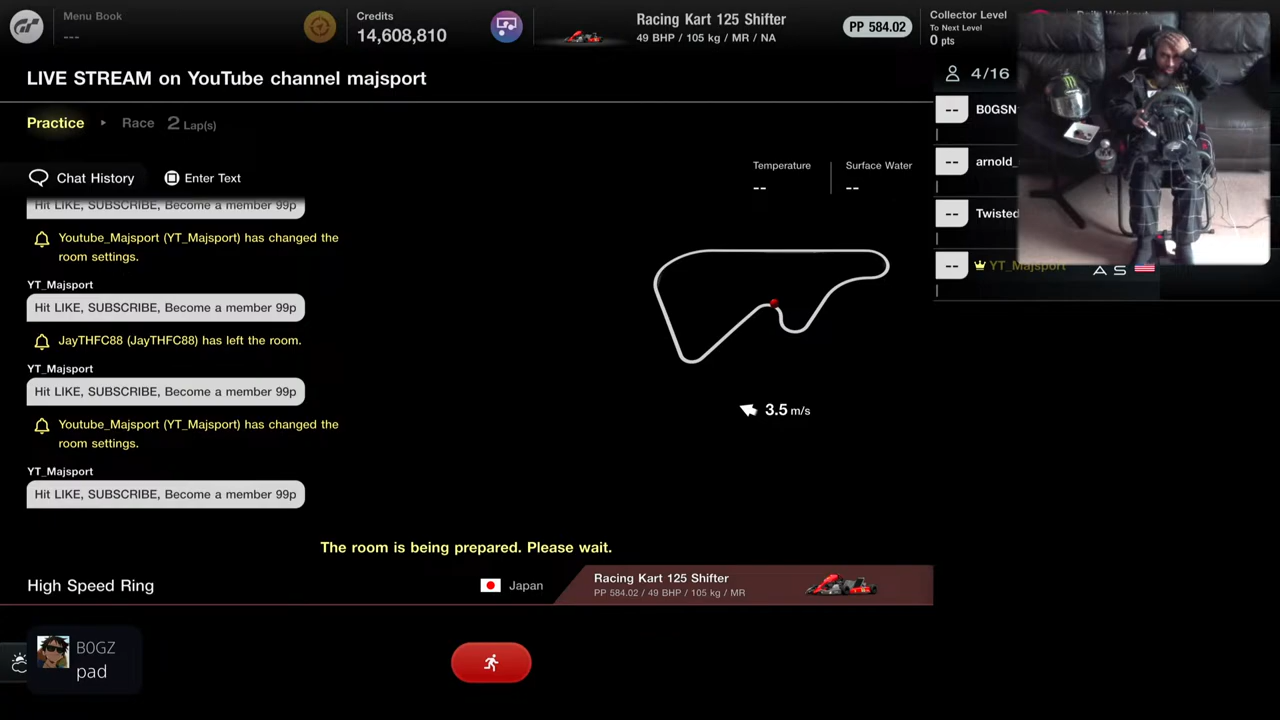 Menu Book
---
Credits
14,608,810
Racing Kart 125 Shifter
49 BHP / 105 kg / MR / NA
PP 584.02
Collector Level
To Next Level
0 pts
LIVE STREAM on YouTube channel majsport
4/16
Practice
Race 2 Lap(s)
-- B0GSN
-- arnold_
-- Twisted
-- YT_Majsport
A S
Chat History
Enter Text
Hit LIKE, SUBSCRIBE, Become a member 99p
Youtube_Majsport (YT_Majsport) has changed the
room settings.
YT_Majsport
Hit LIKE, SUBSCRIBE, Become a member 99p
JayTHFC88 (JayTHFC88) has left the room.
YT_Majsport
Hit LIKE, SUBSCRIBE, Become a member 99p
Youtube_Majsport (YT_Majsport) has changed the
room settings.
YT_Majsport
Hit LIKE, SUBSCRIBE, Become a member 99p
Temperature
--
Surface Water
--
3.5 m/s
The room is being prepared. Please wait.
High Speed Ring
Japan
Racing Kart 125 Shifter
PP 584.02 / 49 BHP / 105 kg / MR
B0GZ
pad